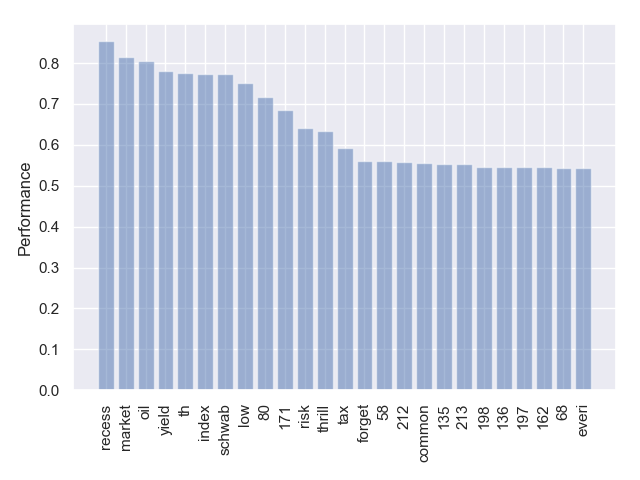 0.8
0.7
0.6
0.5
0.4
0.3
0.2
0.1
0.0
Performance
recess
market
oil
yield
th
index
schwab
low
80
171
risk
thrill
tax
forget
58
212
common
135
213
198
136
197
162
68
everi